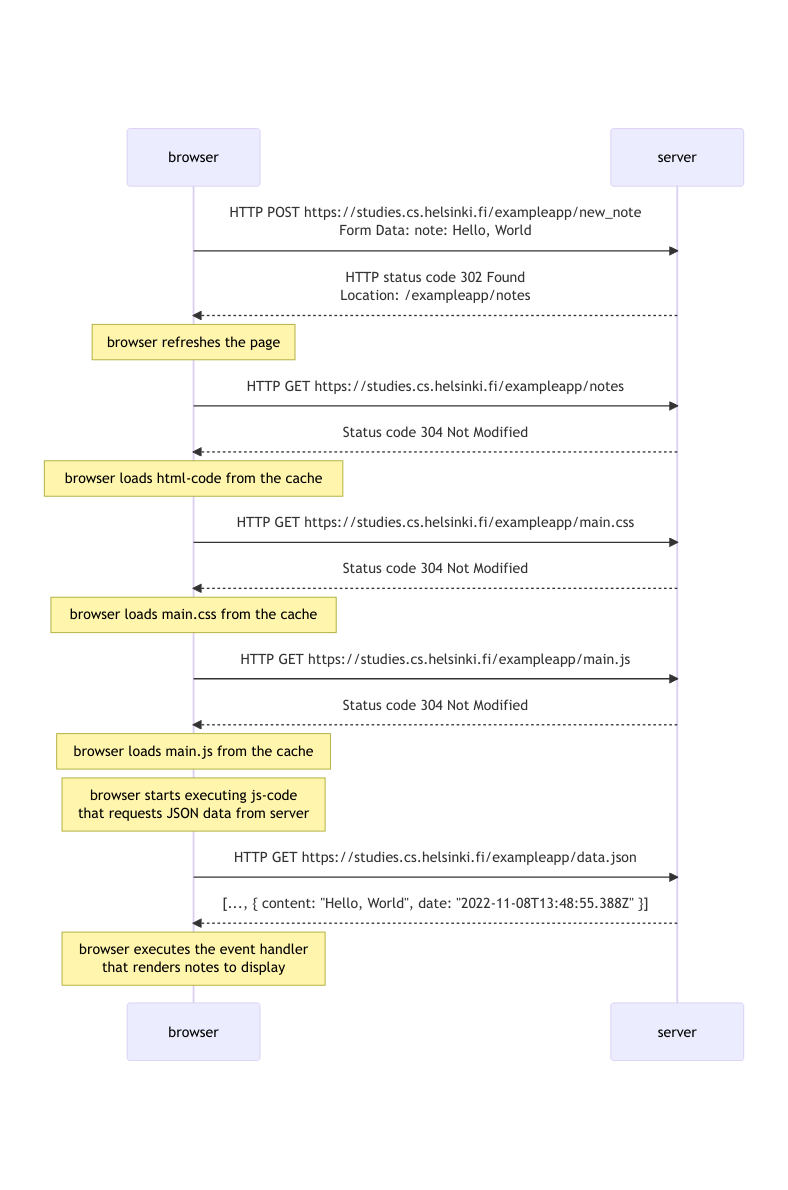 browser
server
HTTP POST https://studies.cs.helsinki.fi/exampleapp/new_note
Form Data: note: Hello, World
HTTP status code 302 Found
Location: /exampleapp/notes
browser refreshes the page
HTTP GET https://studies.cs.helsinki.fi/exampleapp/notes
Status code 304 Not Modified
browser loads html-code from the cache
HTTP GET https://studies.cs.helsinki.fi/exampleapp/main.css
Status code 304 Not Modified
browser loads main.css from the cache
HTTP GET https://studies.cs.helsinki.fi/exampleapp/main.js
Status code 304 Not Modified
browser loads main.js from the cache
browser starts executing js-code
that requests JSON data from server
HTTP GET https://studies.cs.helsinki.fi/exampleapp/data.json
[..., { content: "Hello, World", date: "2022-11-08T13:48:55.388Z" }]
browser executes the event handler
that renders notes to display
browser
server